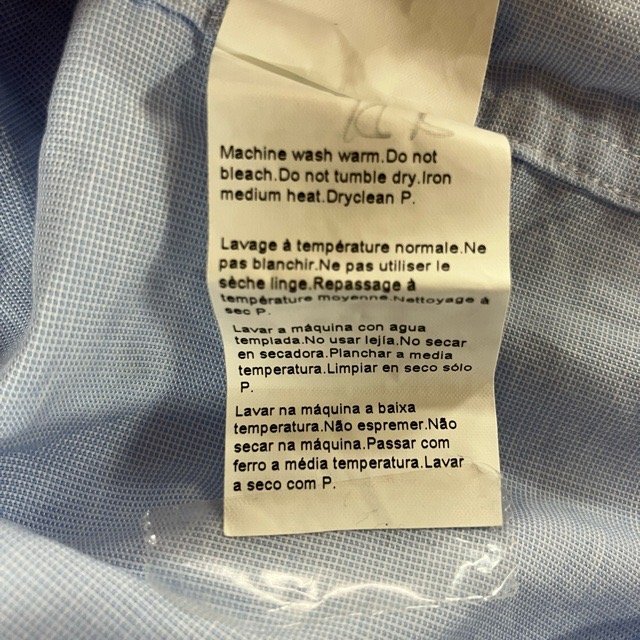 Machine wash warm.Do not
bleach.Do not tumble dry.Iron
medium heat.Dryclean P.
Lavage à température normale.Ne
pas blanchir.Ne pas utiliser le
sèche linge.Repassage à
température moyenne.Nettoyage à
sec P.
Lavar a máquina con agua
templada.No usar lejía.No secar
en secadora.Planchar a media
temperatura.Limpiar en seco sólo
P.
Lavar na máquina a baixa
temperatura.Não espremer.Não
secar na máquina.Passar com
ferro a média temperatura.Lavar
a seco com P.